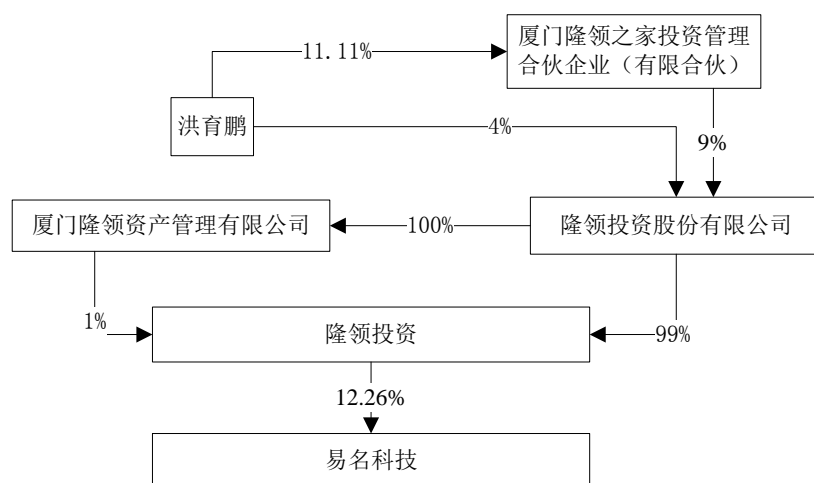 厦门隆领之家投资管理
合伙企业（有限合伙）
11.11%
洪育鹏
4%
9%
厦门隆领资产管理有限公司
100%
隆领投资股份有限公司
1%
隆领投资
99%
12.26%
易名科技